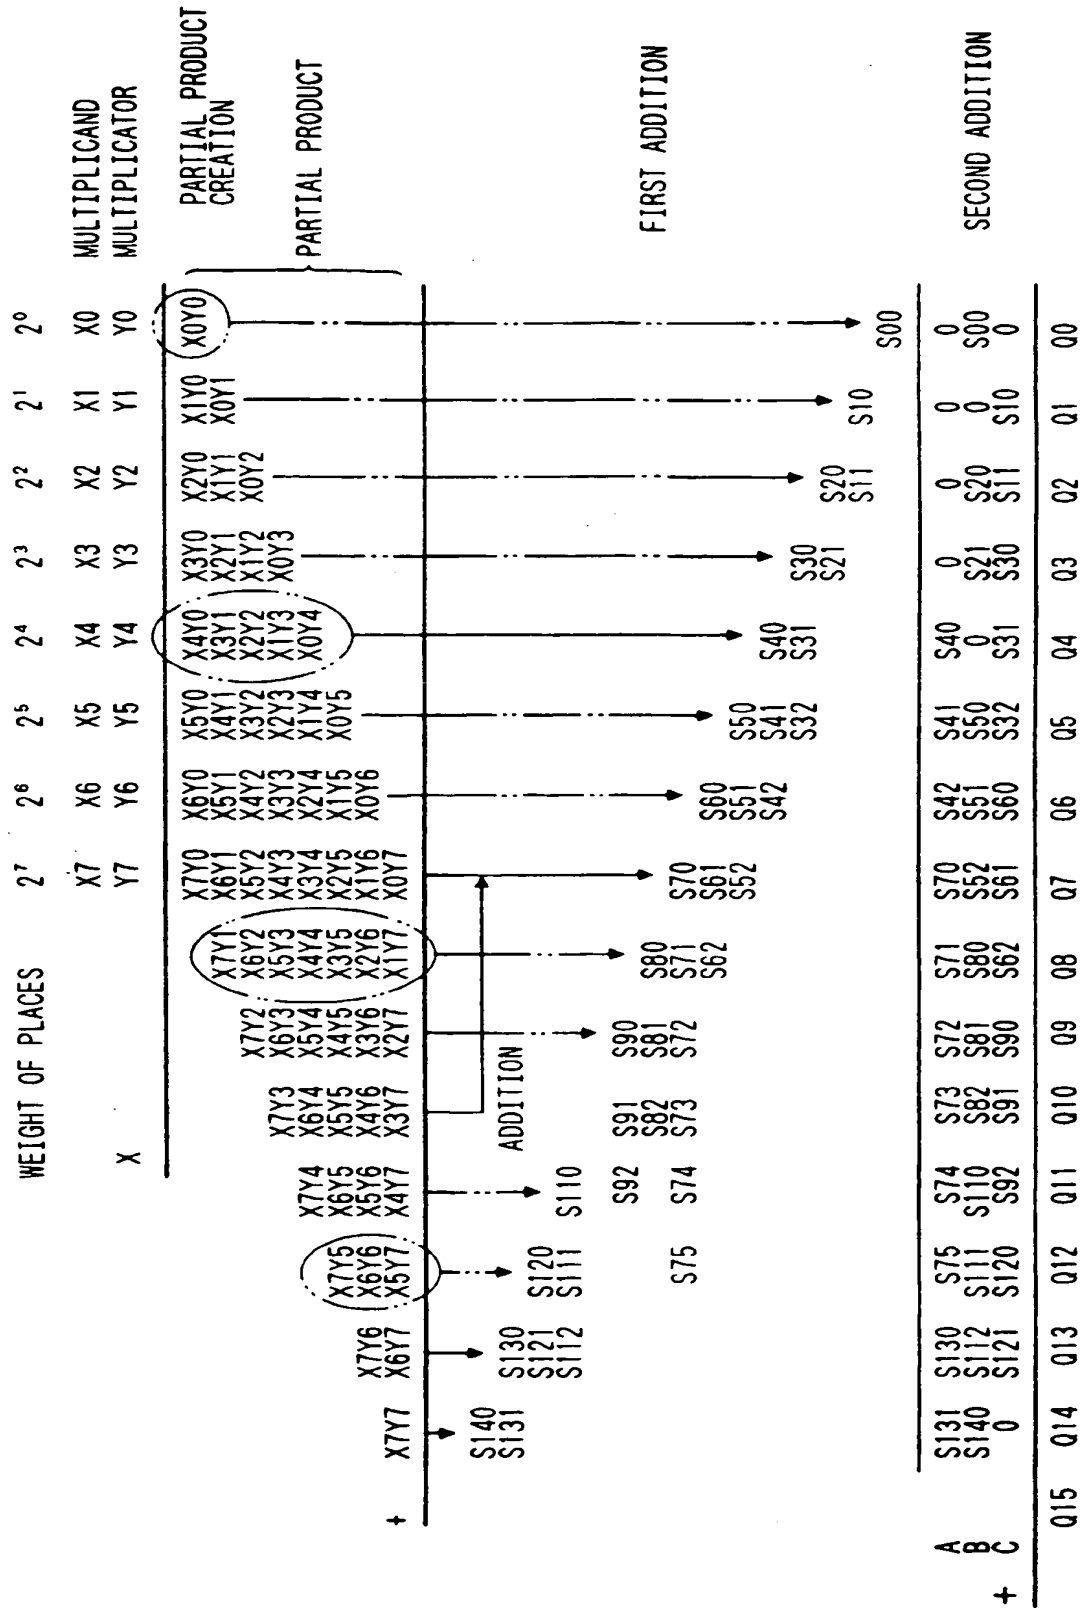 WEIGHT OF PLACES 2⁷ 2⁶ 2⁵ 2⁴ 2³ 2² 2¹ 2⁰
X7 X6 X5 X4 X3 X2 X1 X0 MULTIPLICAND
X Y7 Y6 Y5 Y4 Y3 Y2 Y1 Y0 MULTIPLICATOR
X7Y0 X6Y0 X5Y0 X4Y0 X3Y0 X2Y0 X1Y0 X0Y0 PARTIAL PRODUCT
X7Y1 X6Y1 X5Y1 X4Y1 X3Y1 X2Y1 X1Y1 X0Y1 CREATION
X7Y2 X6Y2 X5Y2 X4Y2 X3Y2 X2Y2 X1Y2 X0Y2
X7Y3 X6Y3 X5Y3 X4Y3 X3Y3 X2Y3 X1Y3 X0Y3
X7Y4 X6Y4 X5Y4 X4Y4 X3Y4 X2Y4 X1Y4 X0Y4 PARTIAL PRODUCT
X7Y5 X6Y5 X5Y5 X4Y5 X3Y5 X2Y5 X1Y5 X0Y5
X7Y6 X6Y6 X5Y6 X4Y6 X3Y6 X2Y6 X1Y6 X0Y6
+ X7Y7 X6Y7 X5Y7 X4Y7 X3Y7 X2Y7 X1Y7 X0Y7
S140
S131 S130 ADDITION
S121 S120
S112 S111 S110
S92 S91 S90
S82 S81 S80 FIRST ADDITION
S75 S74 S73 S72 S71 S70
S62 S61 S60
S52 S51 S50
S42 S41 S40
S32 S31 S30
S21 S20
S11 S10
S00
A S131 S130 S75 S74 S73 S72 S71 S70 S42 S41 S40 0 0 0 0
B S140 S112 S111 S110 S82 S81 S80 S52 S51 S50 0 S21 S20 0 S00 SECOND ADDITION
+ C 0 S121 S120 S92 S91 S90 S62 S61 S60 S32 S31 S30 S11 S10 0
Q15 Q14 Q13 Q12 Q11 Q10 Q9 Q8 Q7 Q6 Q5 Q4 Q3 Q2 Q1 Q0